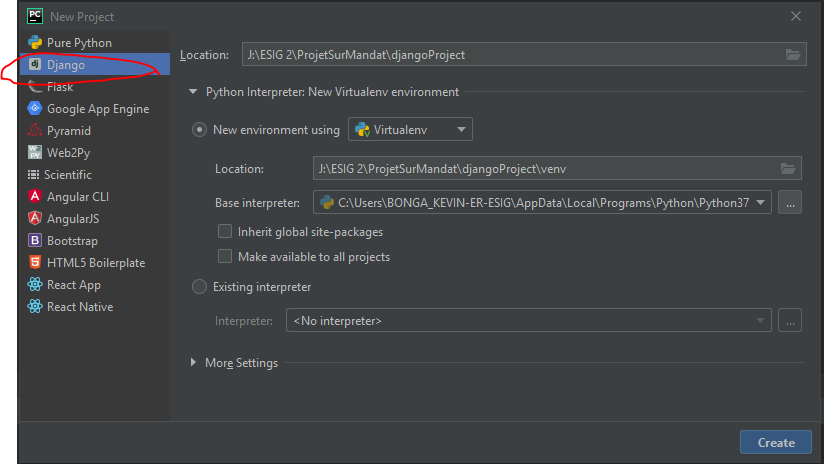 PC New Project
Pure Python
dj Django
Flask
Google App Engine
Pyramid
Web2Py
Scientific
Angular CLI
AngularJS
Bootstrap
HTML5 Boilerplate
React App
React Native
Location: J:\ESIG 2\ProjetSurMandat\djangoProject
Python Interpreter: New Virtualenv environment
New environment using Virtualenv
Location: J:\ESIG 2\ProjetSurMandat\djangoProject\venv
Base interpreter: C:\Users\BONGA_KEVIN-ER-ESIG\AppData\Local\Programs\Python\Python37 ...
Inherit global site-packages
Make available to all projects
Existing interpreter
Interpreter: <No interpreter> ...
More Settings
Create